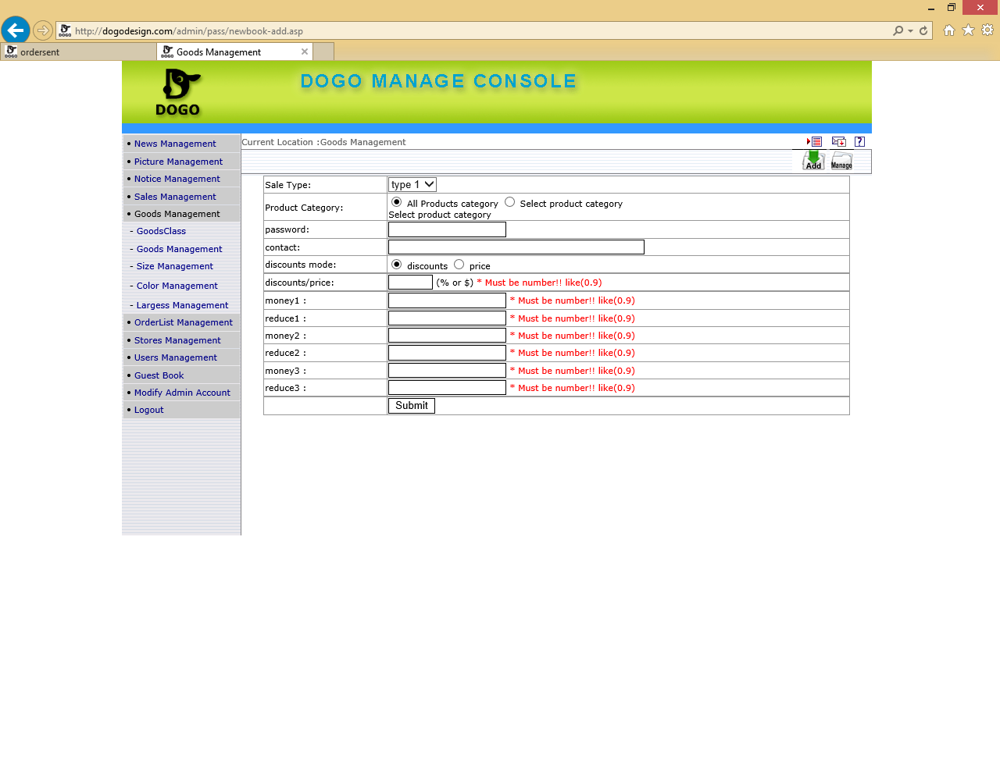 http://dogodesign.com/admin/pass/newbook-add.asp
DOGO ordersent
DOGO Goods Management
DOGO MANAGE CONSOLE
DOGO
• News Management
• Picture Management
• Notice Management
• Sales Management
• Goods Management
- GoodsClass
- Goods Management
- Size Management
- Color Management
- Largess Management
• OrderList Management
• Stores Management
• Users Management
• Guest Book
• Modify Admin Account
• Logout
Current Location :Goods Management
?
Add Manage
Sale Type: type 1
Product Category: All Products category Select product category
Select product category
password:
contact:
discounts mode: discounts price
discounts/price: (% or $) * Must be number!! like(0.9)
money1 : * Must be number!! like(0.9)
reduce1 : * Must be number!! like(0.9)
money2 : * Must be number!! like(0.9)
reduce2 : * Must be number!! like(0.9)
money3 : * Must be number!! like(0.9)
reduce3 : * Must be number!! like(0.9)
Submit